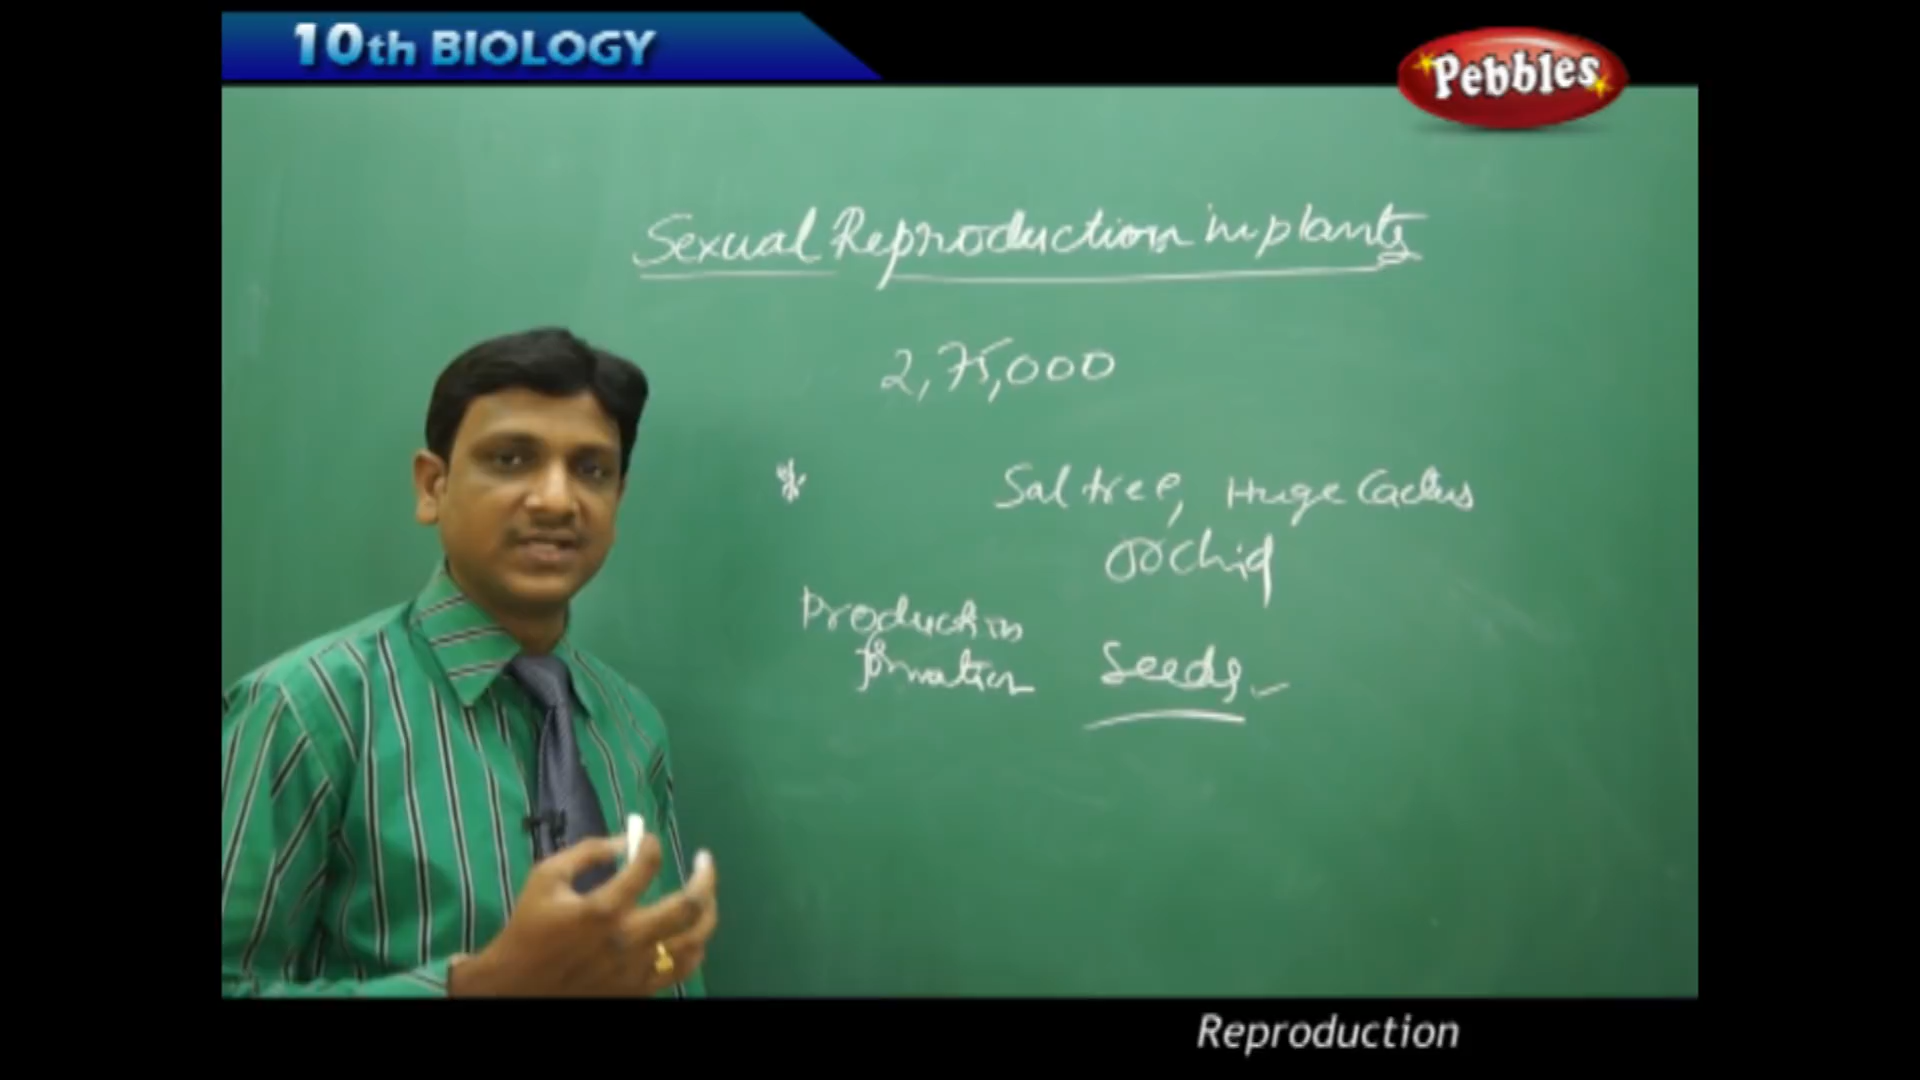 10th BIOLOGY
Pebbles
Sexual Reproduction in plants
2,75,000
Sal tree, Huge Cactus
Orchid
Production
formation Seeds
Reproduction